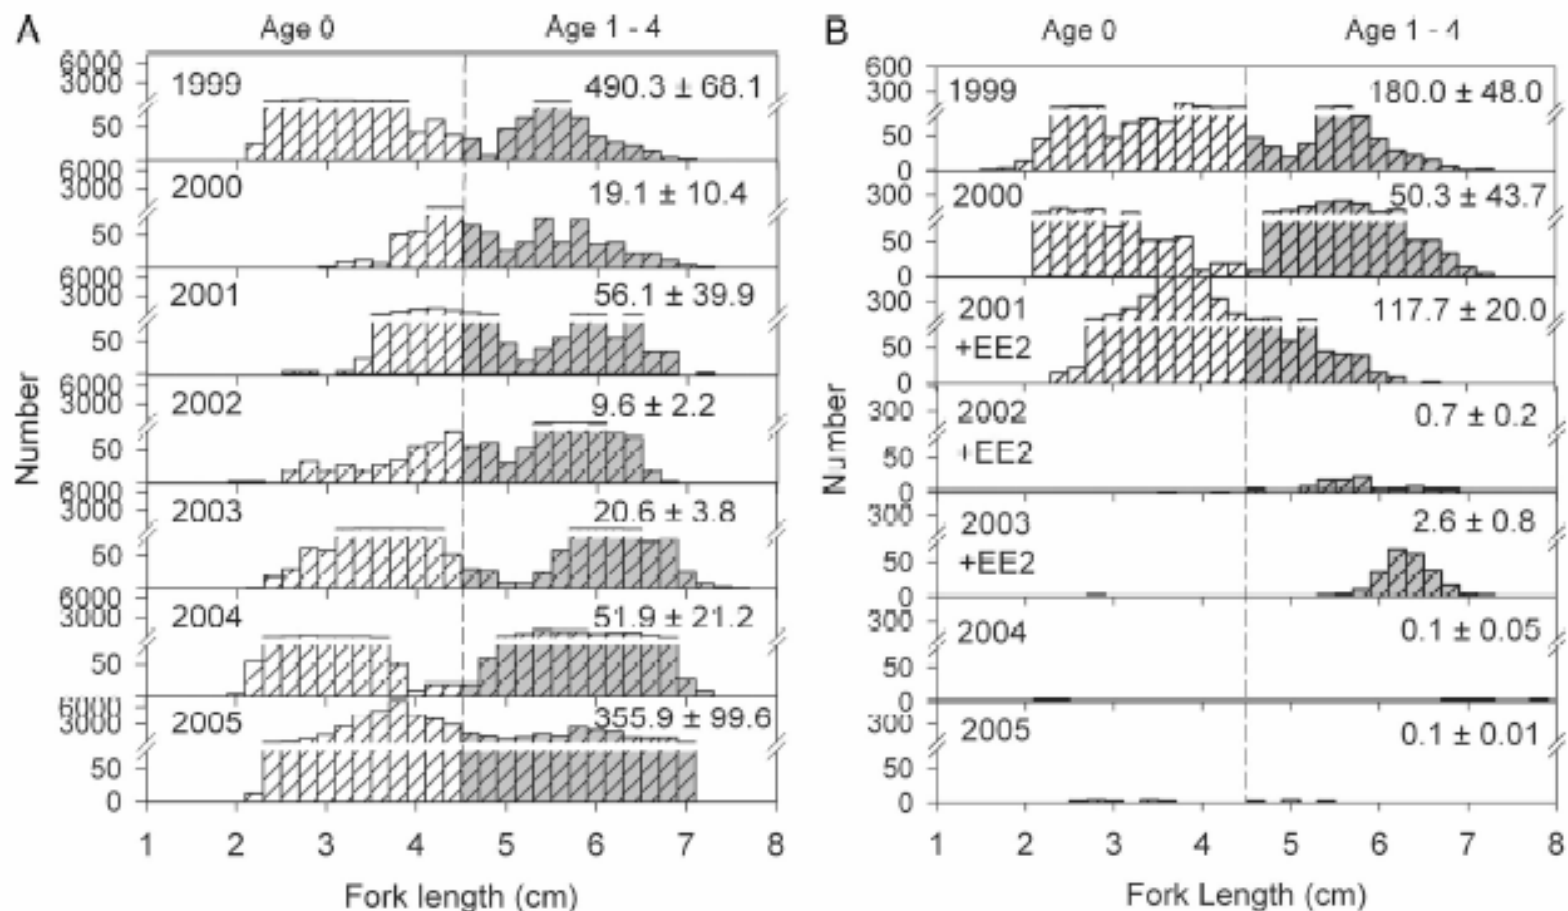 A Age 0 Age 1 - 4
6000
3000
1999 490.3 ± 68.1
50
6000
3000
2000 19.1 ± 10.4
50
6000
3000
2001 56.1 ± 39.9
50
6000
3000
2002 9.6 ± 2.2
50
6000
3000
2003 20.6 ± 3.8
50
6000
3000
2004 51.9 ± 21.2
50
6000
3000
2005 355.9 ± 99.6
50
0
1 2 3 4 5 6 7 8
Fork length (cm)
Number
B Age 0 Age 1 - 4
600
300
1999 180.0 ± 48.0
50
0
300
2000 50.3 ± 43.7
50
0
300
2001 117.7 ± 20.0
+EE2
50
0
300
2002 0.7 ± 0.2
+EE2
50
0
300
2003 2.6 ± 0.8
+EE2
50
0
300
2004 0.1 ± 0.05
50
0
300
2005 0.1 ± 0.01
50
0
1 2 3 4 5 6 7 8
Fork Length (cm)
Number